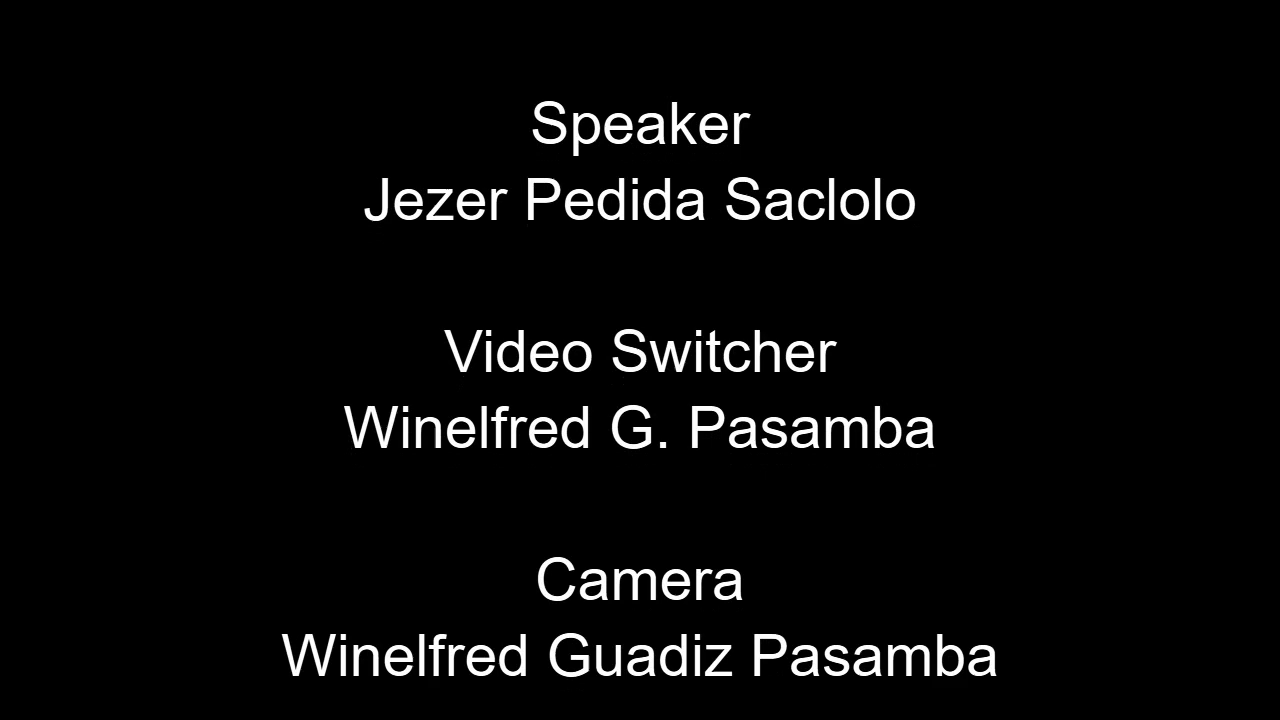 Speaker
Jezer Pedida Saclolo
Video Switcher
Winelfred G. Pasamba
Camera
Winelfred Guadiz Pasamba